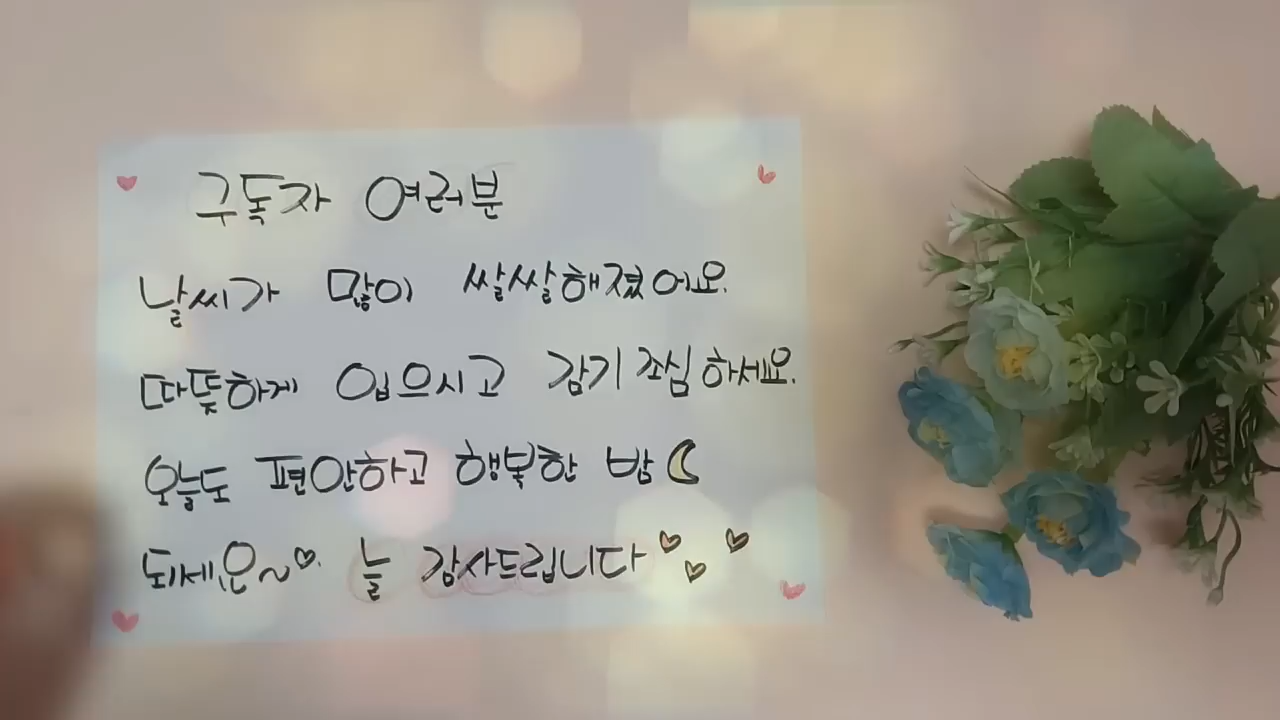 구독자 여러분
날씨가 많이 쌀쌀해졌어요.
따뜻하게 입으시고 감기 조심하세요.
오늘도 편안하고 행복한 밤
되세요~♡. 늘 감사드립니다♡♡♡